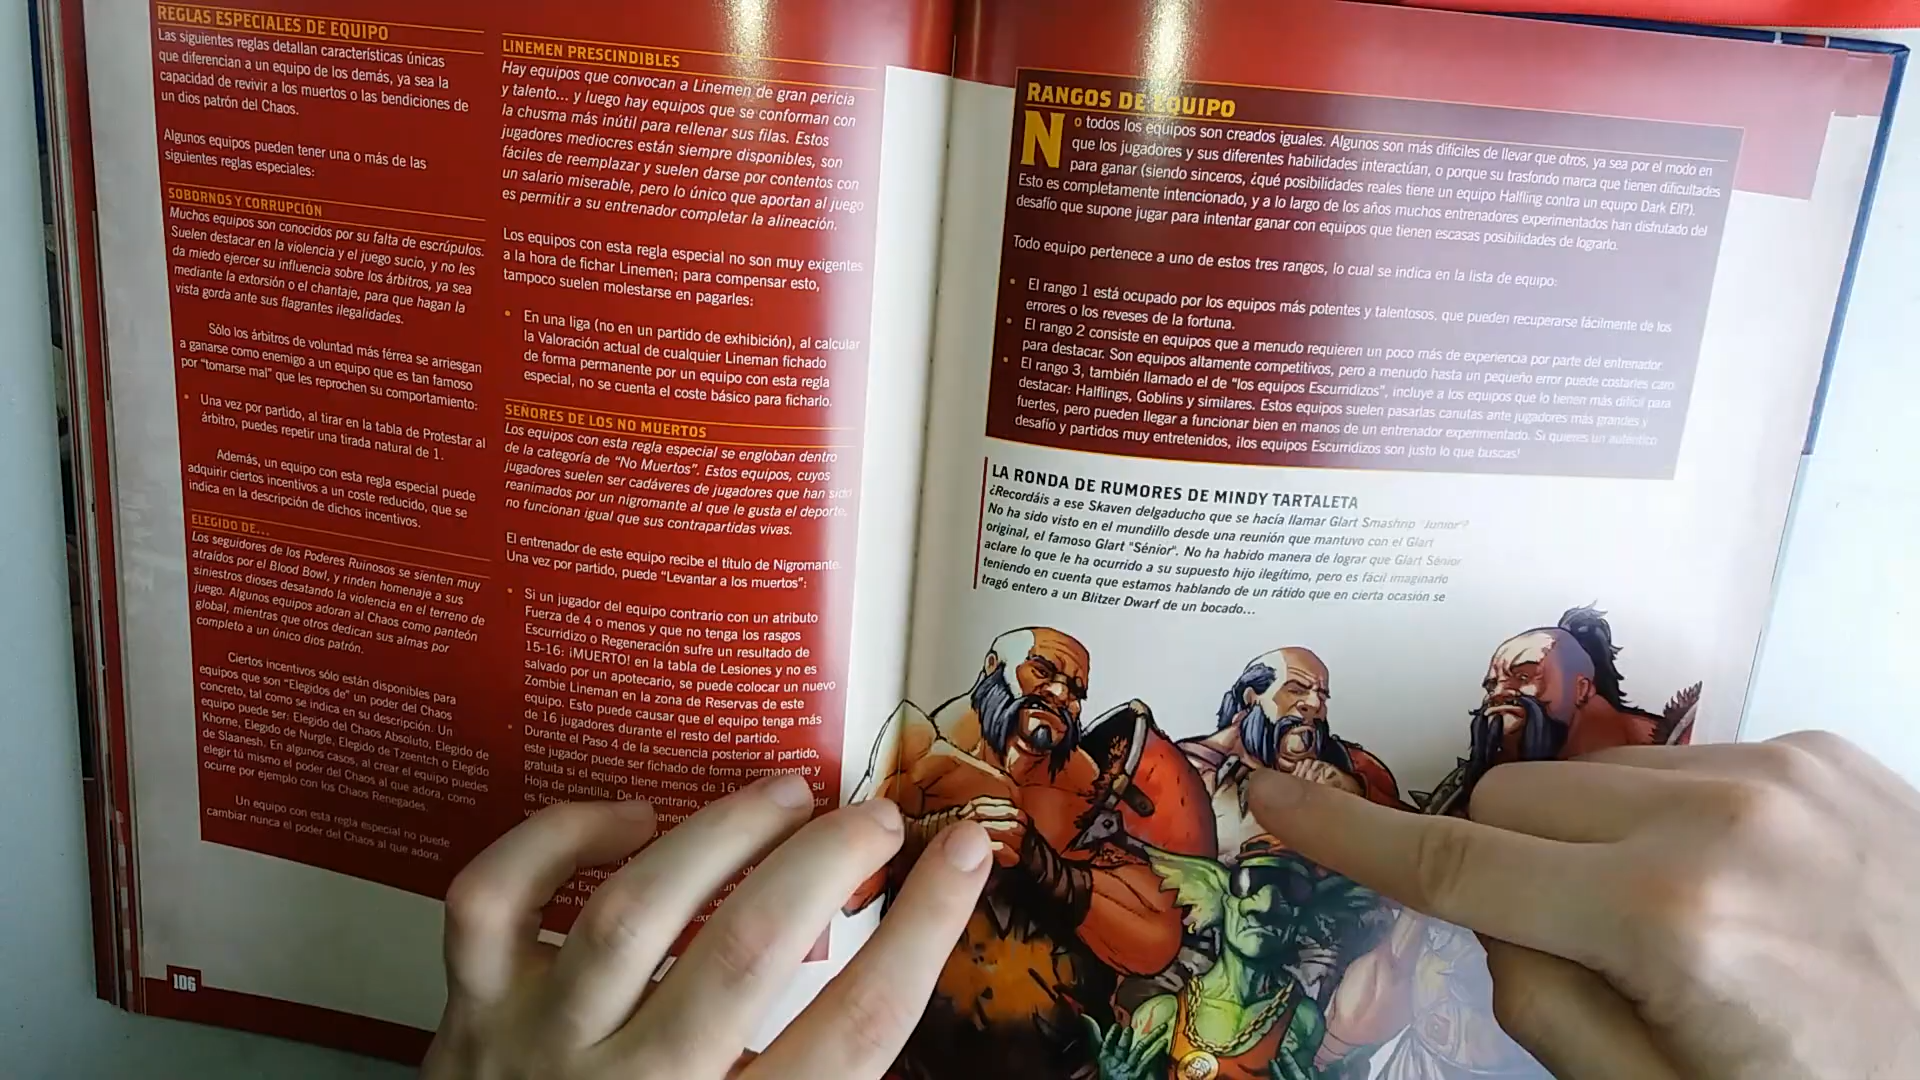 REGLAS ESPECIALES DE EQUIPO
Las siguientes reglas detallan características únicas
que diferencian a un equipo de los demás, ya sea la
capacidad de revivir a los muertos o las bendiciones de
un dios patrón del Chaos.
Algunos equipos pueden tener una o más de las
siguientes reglas especiales:
SOBORNOS Y CORRUPCIÓN
Muchos equipos son conocidos por su falta de escrúpulos.
Suelen destacar en la violencia y el juego sucio, y no les
da miedo ejercer su influencia sobre los árbitros, ya sea
mediante la extorsión o el chantaje, para que hagan la
vista gorda ante sus flagrantes ilegalidades.
Sólo los árbitros de voluntad más férrea se arriesgan
a ganarse como enemigo a un equipo que es tan famoso
por "tomarse mal" que les reprochen su comportamiento:
• Una vez por partido, al tirar en la tabla de Protestar al
árbitro, puedes repetir una tirada natural de 1.
Además, un equipo con esta regla especial puede
adquirir ciertos incentivos a un coste reducido, que se
indica en la descripción de dichos incentivos.
ELEGIDO DE...
Los seguidores de los Poderes Ruinosos se sienten muy
atraídos por el Blood Bowl, y rinden homenaje a sus
siniestros dioses desatando la violencia en el terreno de
juego. Algunos equipos adoran al Chaos como panteón
global, mientras que otros dedican sus almas por
completo a un único dios patrón.
Ciertos incentivos sólo están disponibles para
equipos que son "Elegidos de" un poder del Chaos
concreto, tal como se indica en su descripción. Un
equipo puede ser: Elegido del Chaos Absoluto, Elegido de
Khorne, Elegido de Nurgle, Elegido de Tzeentch o Elegido
de Slaanesh. En algunos casos, al crear el equipo puedes
elegir tú mismo el poder del Chaos al que adora, como
ocurre por ejemplo con los Chaos Renegades.
Un equipo con esta regla especial no puede
cambiar nunca el poder del Chaos al que adora.
106
LINEMEN PRESCINDIBLES
Hay equipos que convocan a Linemen de gran pericia
y talento... y luego hay equipos que se conforman con
la chusma más inútil para rellenar sus filas. Estos
jugadores mediocres están siempre disponibles, son
fáciles de reemplazar y suelen darse por contentos con
un salario miserable, pero lo único que aportan al juego
es permitir a su entrenador completar la alineación.
Los equipos con esta regla especial no son muy exigentes
a la hora de fichar Linemen; para compensar esto,
tampoco suelen molestarse en pagarles:
• En una liga (no en un partido de exhibición), al calcular
la Valoración actual de cualquier Lineman fichado
de forma permanente por un equipo con esta regla
especial, no se cuenta el coste básico para ficharlo.
SEÑORES DE LOS NO MUERTOS
Los equipos con esta regla especial se engloban dentro
de la categoría de "No Muertos". Estos equipos, cuyos
jugadores suelen ser cadáveres de jugadores que han sido
reanimados por un nigromante al que le gusta el deporte,
no funcionan igual que sus contrapartidas vivas.
El entrenador de este equipo recibe el título de Nigromante.
Una vez por partido, puede "Levantar a los muertos":
• Si un jugador del equipo contrario con un atributo
Fuerza de 4 o menos y que no tenga los rasgos
Escurridizo o Regeneración sufre un resultado de
15-16: ¡MUERTO! en la tabla de Lesiones y no es
salvado por un apotecario, se puede colocar un nuevo
Zombie Lineman en la zona de Reservas de este
equipo. Esto puede causar que el equipo tenga más
de 16 jugadores durante el resto del partido.
• Durante el Paso 4 de la secuencia posterior al partido,
este jugador puede ser fichado de forma permanente y
gratuita si el equipo tiene menos de 16 su
Hoja de plantilla. De lo contrario,
es
RANGOS DE EQUIPO
No todos los equipos son creados iguales. Algunos son más difíciles de llevar que otros, ya sea por el modo en
que los jugadores y sus diferentes habilidades interactúan, o porque su trasfondo marca que tienen dificultades
para ganar (siendo sinceros, ¿qué posibilidades reales tiene un equipo Halfling contra un equipo Dark Elf?).
Esto es completamente intencionado, y a lo largo de los años muchos entrenadores experimentados han disfrutado del
desafío que supone jugar para intentar ganar con equipos que tienen escasas posibilidades de lograrlo.
Todo equipo pertenece a uno de estos tres rangos, lo cual se indica en la lista de equipo:
• El rango 1 está ocupado por los equipos más potentes y talentosos, que pueden recuperarse fácilmente de los
errores o los reveses de la fortuna.
• El rango 2 consiste en equipos que a menudo requieren un poco más de experiencia por parte del entrenador
para destacar. Son equipos altamente competitivos, pero a menudo hasta un pequeño error puede costarles caro
• El rango 3, también llamado el de "los equipos Escurridizos", incluye a los equipos que lo tienen más difícil para
destacar: Halflings, Goblins y similares. Estos equipos suelen pasarlas canutas ante jugadores más grandes y
fuertes, pero pueden llegar a funcionar bien en manos de un entrenador experimentado. Si quieres un auténtico
desafío y partidos muy entretenidos, ¡los equipos Escurridizos son justo lo que buscas!
LA RONDA DE RUMORES DE MINDY TARTALETA
¿Recordáis a ese Skaven delgaducho que se hacía llamar Glart Smashrip "Junior"?
No ha sido visto en el mundillo desde una reunión que mantuvo con el Glart
original, el famoso Glart "Sénior". No ha habido manera de lograr que Glart Sénior
aclare lo que le ha ocurrido a su supuesto hijo ilegítimo, pero es fácil imaginarlo
teniendo en cuenta que estamos hablando de un rátido que en cierta ocasión se
tragó entero a un Blitzer Dwarf de un bocado...